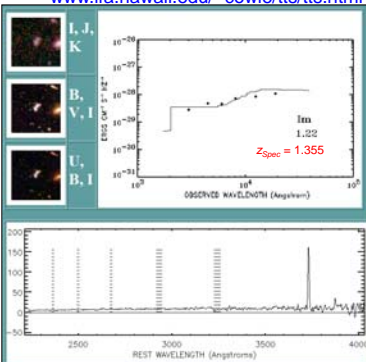 www.ifa.hawaii.edu/~cowie/tts/tts.html
I, J,
K
B,
V, I
U,
B, I
ERGS CM⁻² S⁻¹ HZ⁻¹
10⁻²⁶
10⁻²⁷
10⁻²⁸
10⁻²⁹
10⁻³⁰
10⁻³¹
Im
1.22
z_Spec = 1.355
10³ 10⁴ 10⁵
OBSERVED WAVELENGTH (Angstrom)
200
150
100
50
0
-50
2500 3000 3500 4000
REST WAVELENGTH (Angstroms)